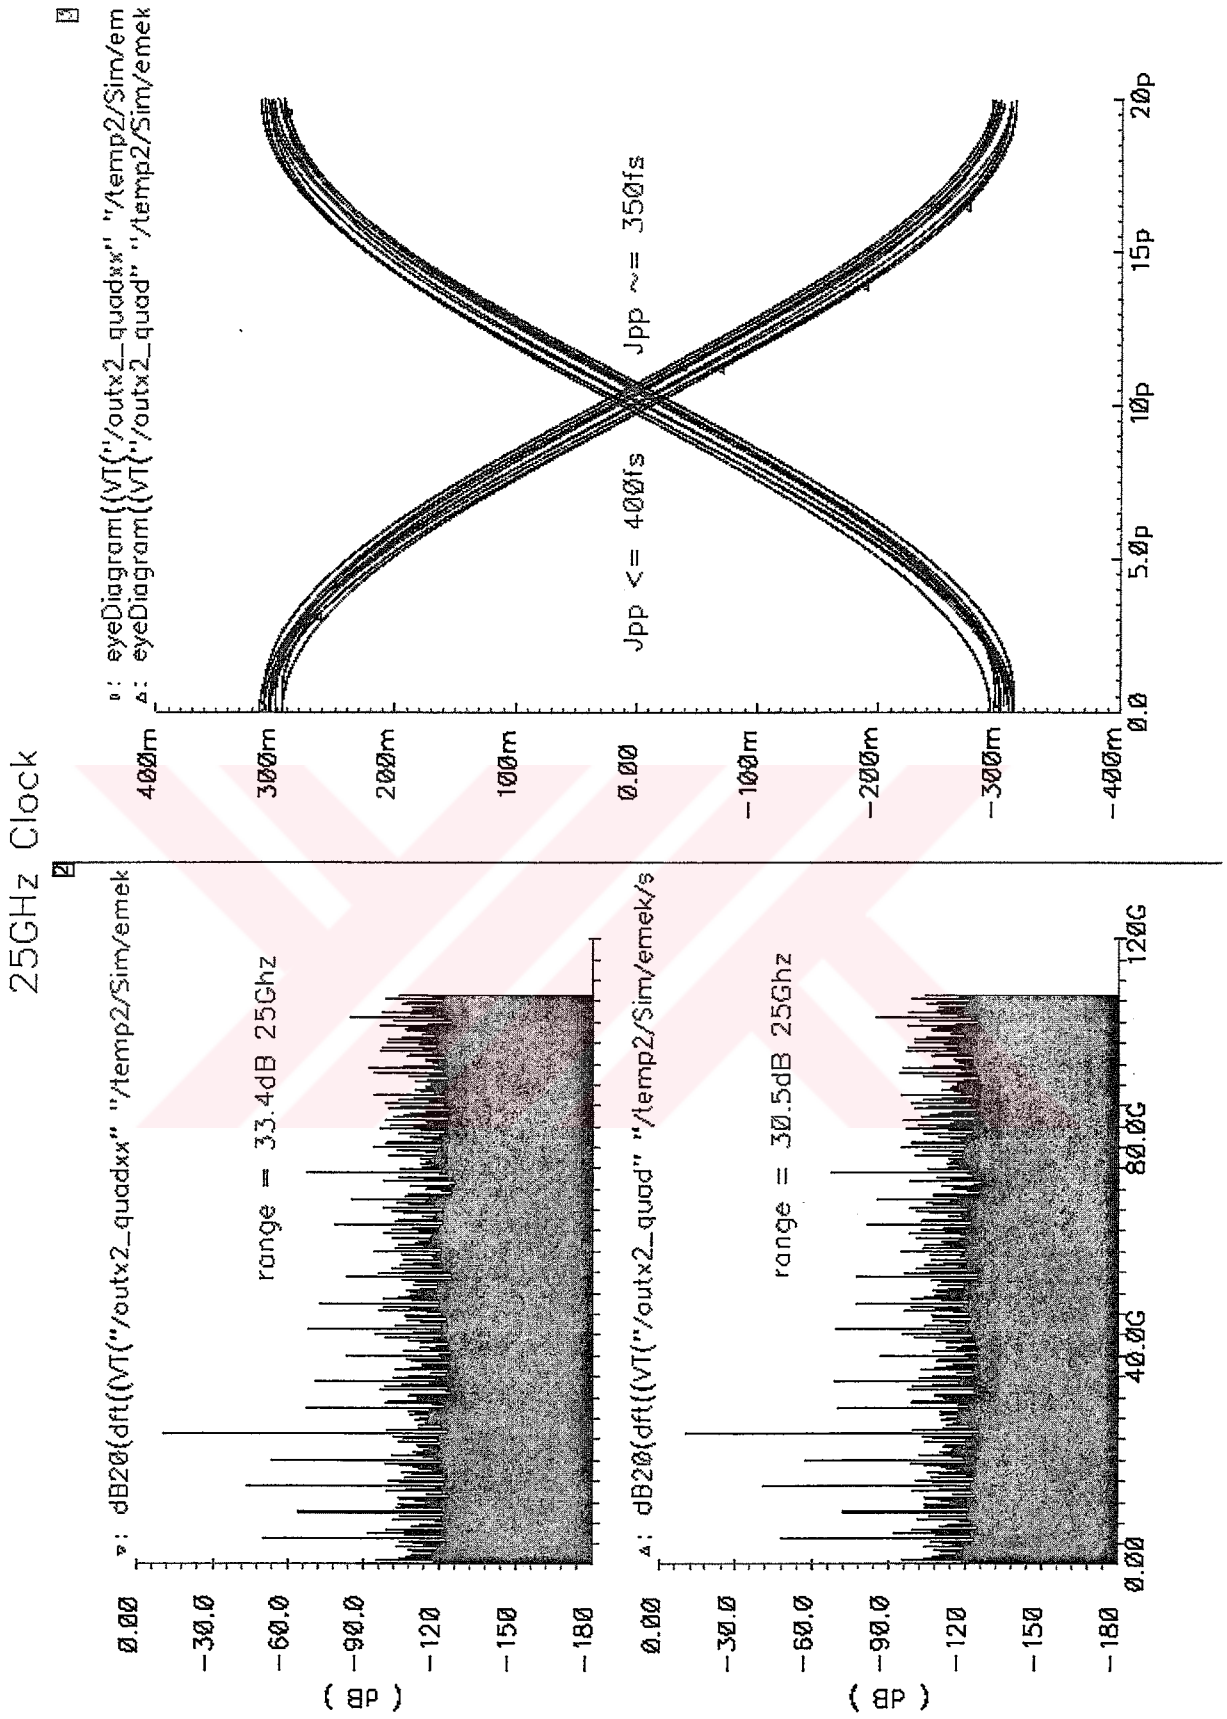 25GHz Clock
2
▿: dB20(dft((VT("/outx2_quadxx" "/temp2/Sim/emek
0.00
-30.0
-60.0
-90.0
-120
-150
-180
( dB )
range = 33.4dB 25Ghz
▵: dB20(dft((VT("/outx2_quad" "/temp2/Sim/emek/s
0.00
-30.0
-60.0
-90.0
-120
-150
-180
( dB )
range = 30.5dB 25Ghz
0.00 40.0G 80.0G 120G
3
▫: eyeDiagram((VT("/outx2_quadxx" "/temp2/Sim/em
▵: eyeDiagram((VT("/outx2_quad" "/temp2/Sim/emek
400m
300m
200m
100m
0.00
-100m
-200m
-300m
-400m
Jpp <= 400fs Jpp ~= 350fs
0.0 5.0p 10p 15p 20p